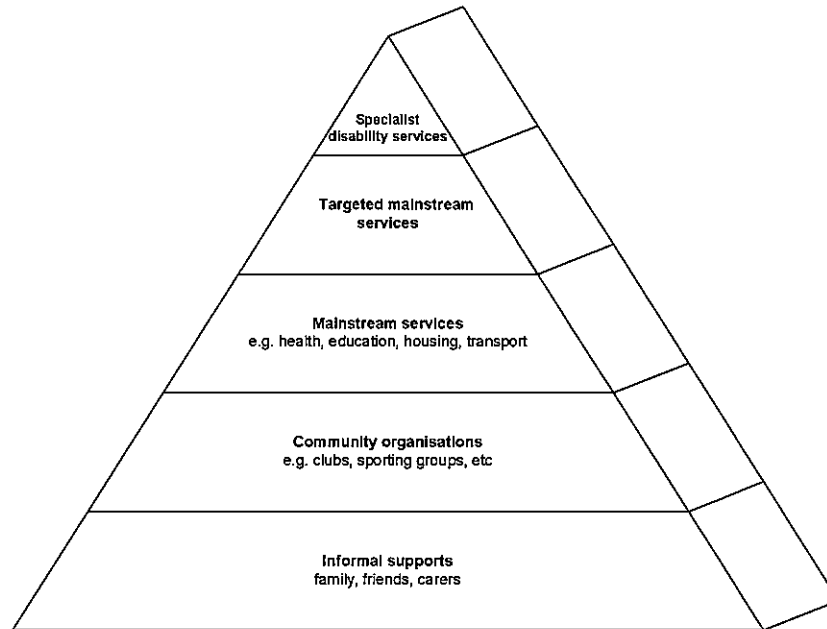 Specialist
disability services
Targeted mainstream
services
Mainstream services
e.g. health, education, housing, transport
Community organisations
e.g. clubs, sporting groups, etc
Informal supports
family, friends, carers